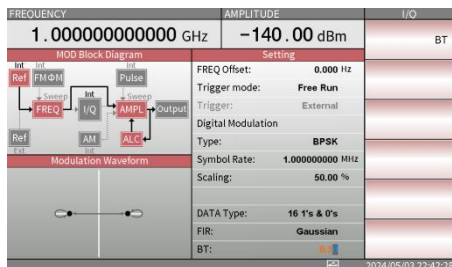 FREQUENCY AMPLITUDE I/Q
1.000000000000 GHz -140.00 dBm BT
MOD Block Diagram Setting
Int Int Int
Ref FMΦM Pulse
Sweep Int Sweep
FREQ I/Q AMPL Output
Ref AM ALC
Ext Int
Modulation Waveform
FREQ Offset: 0.000 Hz
Trigger mode: Free Run
Trigger: External
Digital Modulation
Type: BPSK
Symbol Rate: 1.000000000 MHz
Scaling: 50.00 %
DATA Type: 16 1's & 0's
FIR: Gaussian
BT:
2024/05/03 22:42:28